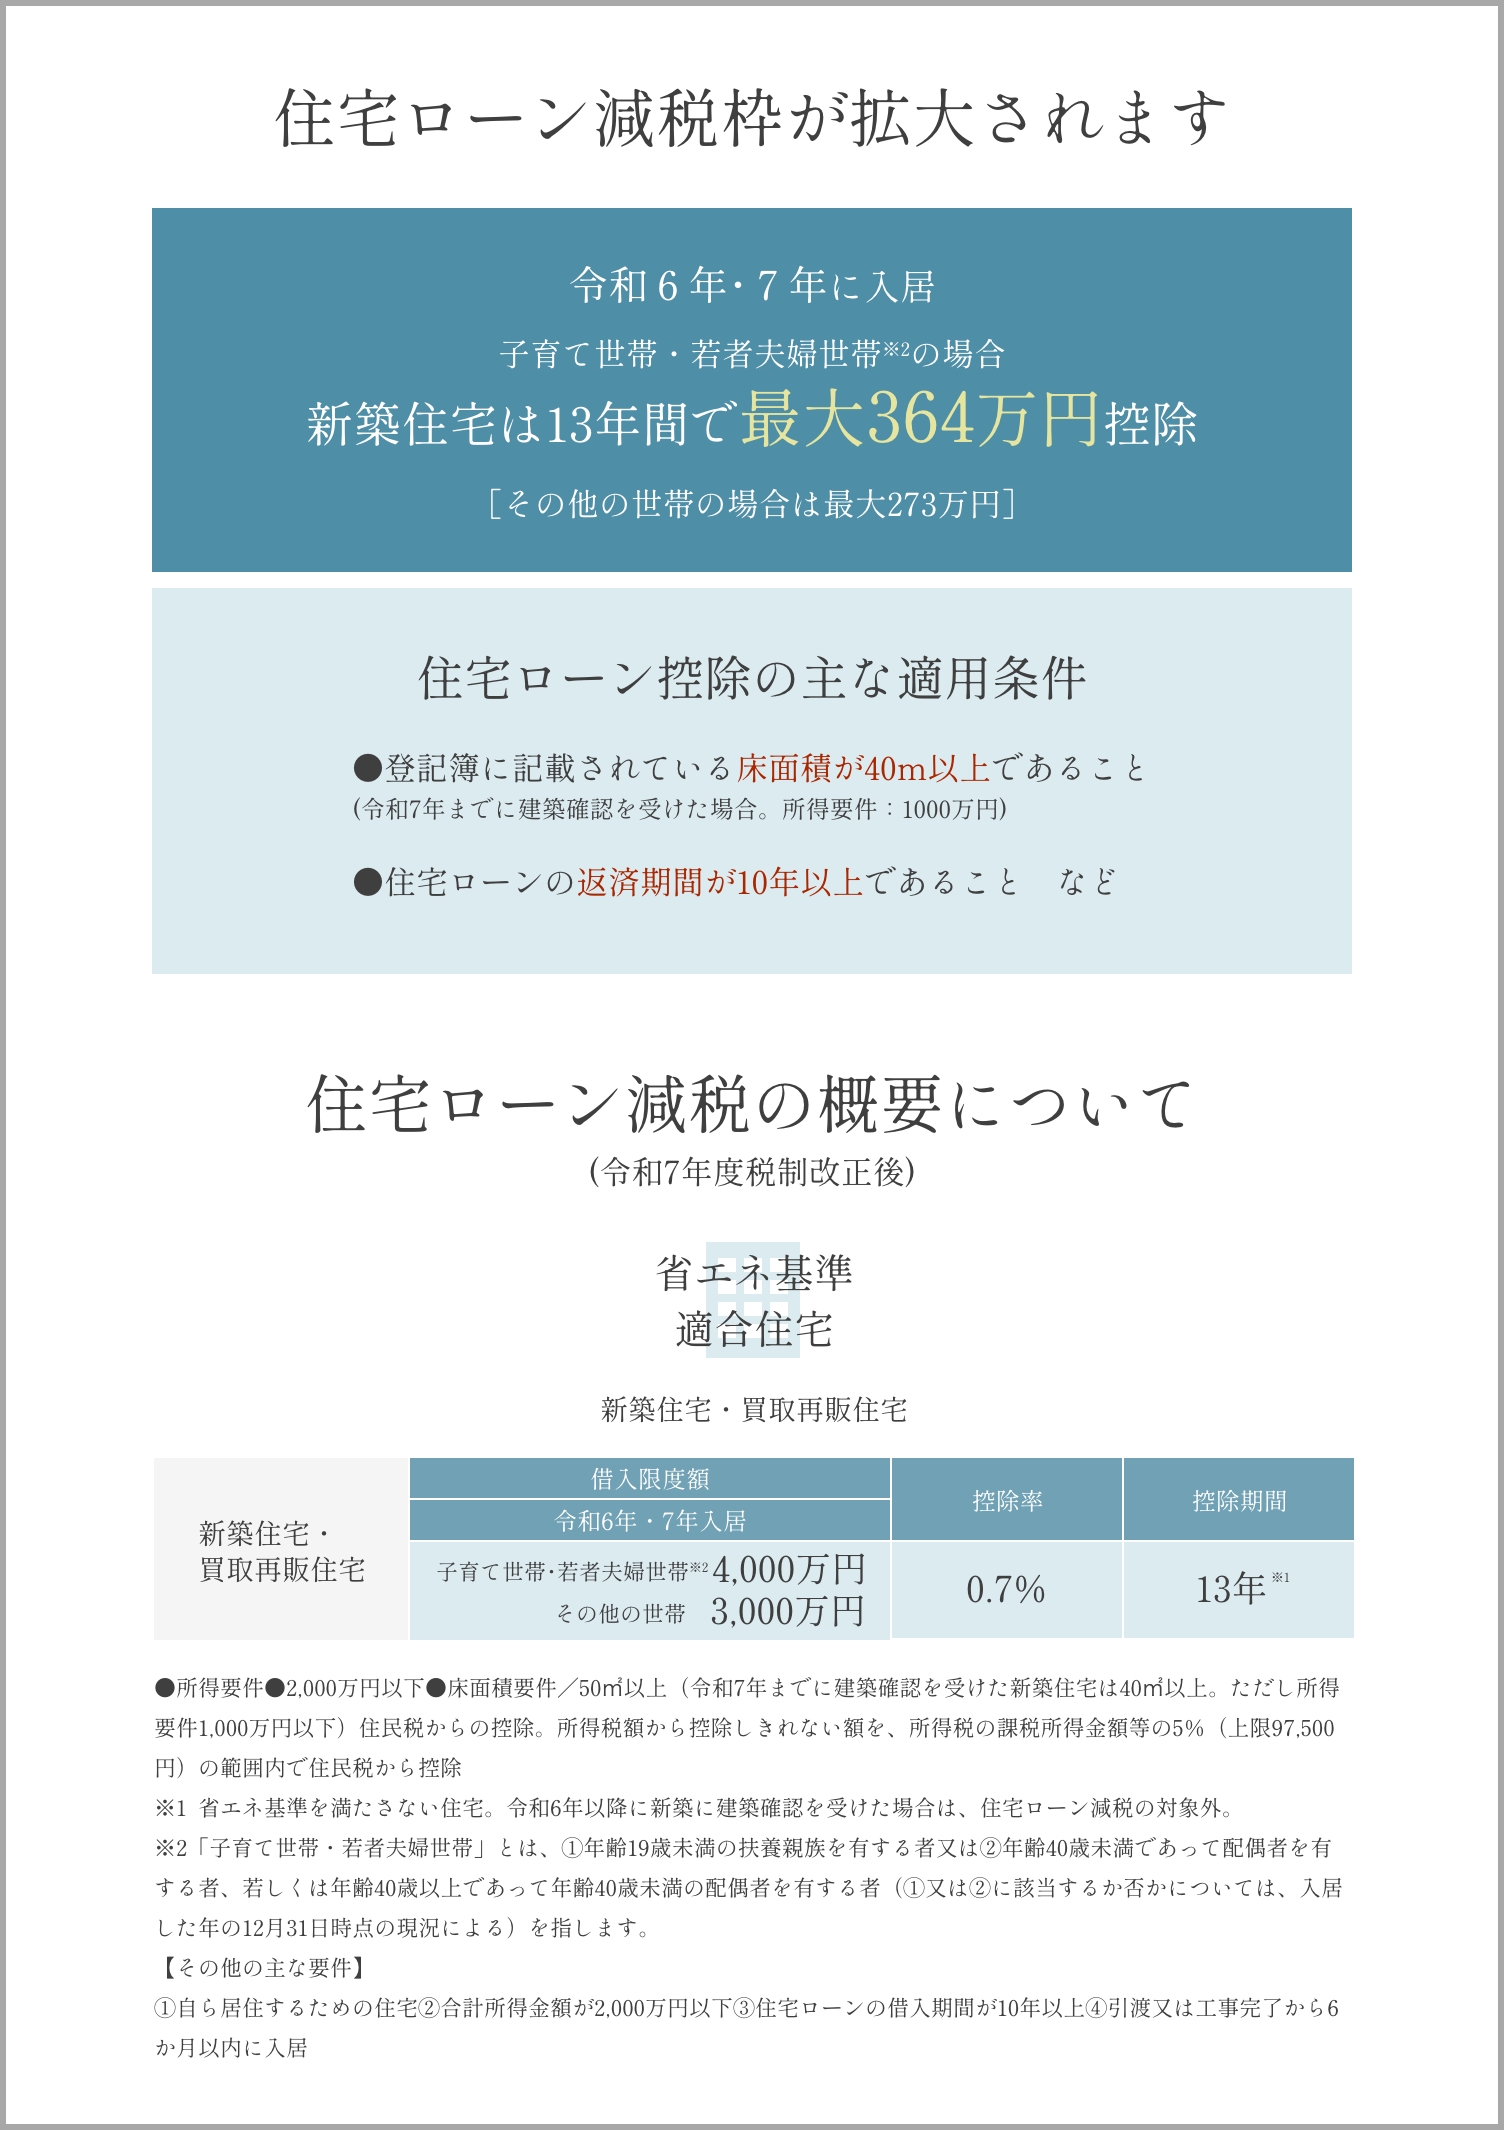 住宅ローン減税枠が拡大されます
令和6年・7年に入居
子育て世帯・若者夫婦世帯※2の場合
新築住宅は13年間で最大364万円控除
［その他の世帯の場合は最大273万円］
住宅ローン控除の主な適用条件
●登記簿に記載されている床面積が40m以上であること
(令和7年までに建築確認を受けた場合。所得要件：1000万円)
●住宅ローンの返済期間が10年以上であること　など
住宅ローン減税の概要について
(令和7年度税制改正後)
省エネ基準
適合住宅
新築住宅・買取再販住宅
新築住宅・
買取再販住宅
借入限度額
令和6年・7年入居
子育て世帯・若者夫婦世帯※2 4,000万円
その他の世帯 3,000万円
控除率
0.7%
控除期間
13年※1
●所得要件●2,000万円以下●床面積要件／50㎡以上（令和7年までに建築確認を受けた新築住宅は40㎡以上。ただし所得
要件1,000万円以下）住民税からの控除。所得税額から控除しきれない額を、所得税の課税所得金額等の5%（上限97,500
円）の範囲内で住民税から控除
※1 省エネ基準を満たさない住宅。令和6年以降に新築に建築確認を受けた場合は、住宅ローン減税の対象外。
※2「子育て世帯・若者夫婦世帯」とは、①年齢19歳未満の扶養親族を有する者又は②年齢40歳未満であって配偶者を有
する者、若しくは年齢40歳以上であって年齢40歳未満の配偶者を有する者（①又は②に該当するか否かについては、入居
した年の12月31日時点の現況による）を指します。
【その他の主な要件】
①自ら居住するための住宅②合計所得金額が2,000万円以下③住宅ローンの借入期間が10年以上④引渡又は工事完了から6
か月以内に入居